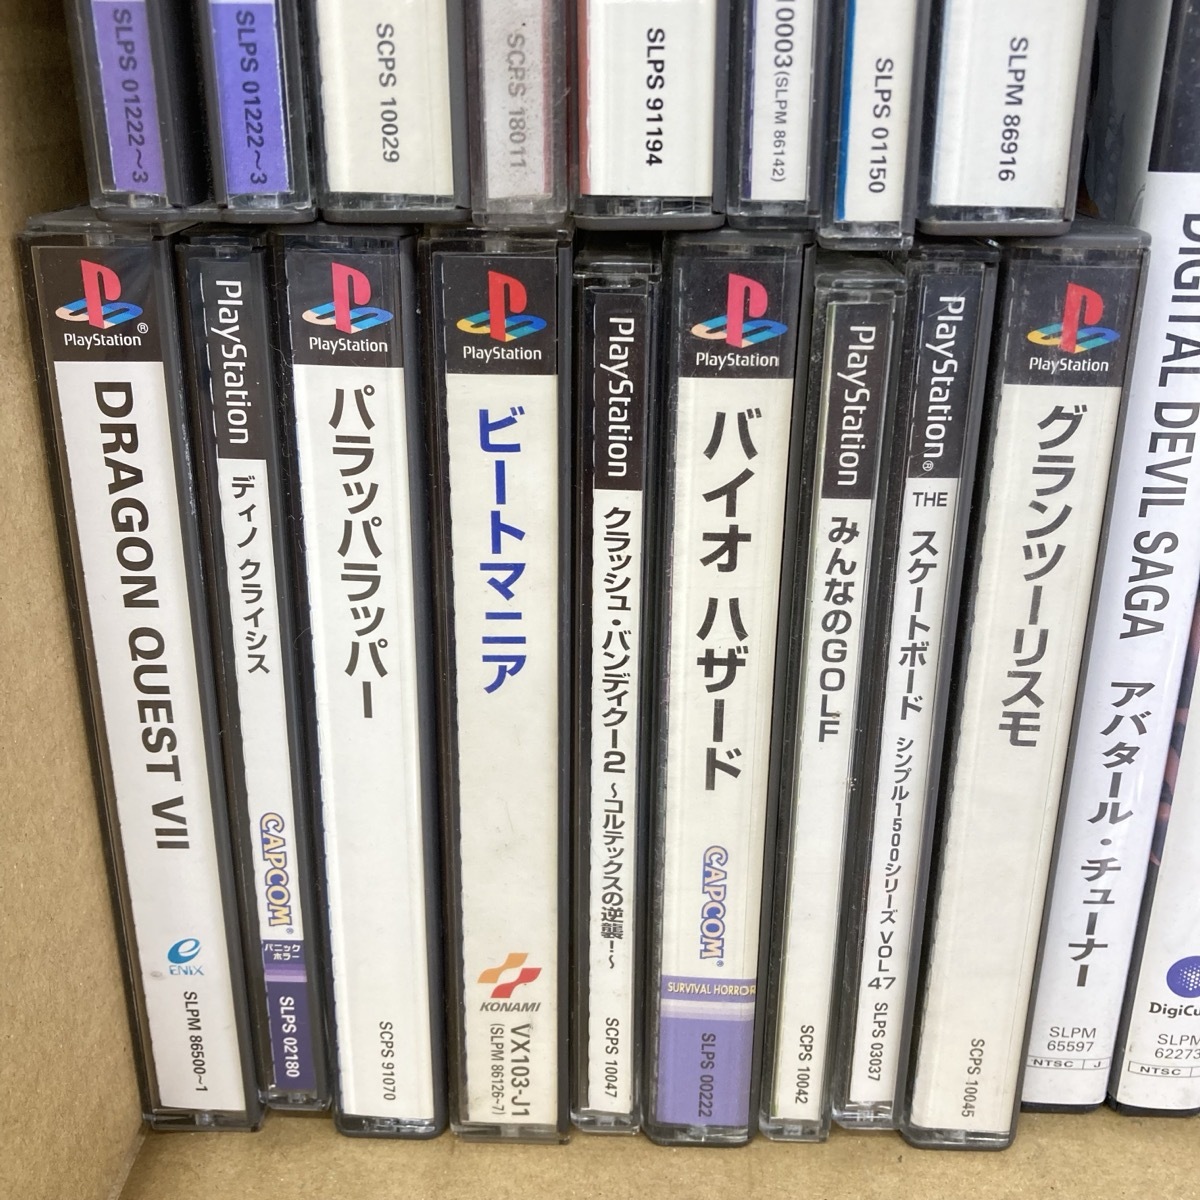 SLPS 01222~3
SLPS 01222~3
SCPS 10029
SCPS 18011
SLPS 91194
10003(SLPM 86142)
SLPS 01150
SLPM 86916
PlayStation®
DRAGON QUEST VII
ENIX
SLPM 86500~1
PlayStation
ディノ クライシス
CAPCOM
パニック
ホラー
SLPS 02180
PlayStation
パラッパラッパー
SCPS 91070
PlayStation
ビートマニア
KONAMI
VX103-J1
(SLPM 86126~7)
PlayStation
クラッシュ・バンディクー2 ~コルテックスの逆襲!~
SCPS 10047
PlayStation
バイオ ハザード
CAPCOM
SURVIVAL HORROR
SLPS 00222
PlayStation
みんなのGOLF
SCPS 10042
PlayStation®
THE スケートボード シンプル1500シリーズ VOL47
SLPS 03037
PlayStation
グランツーリスモ
SCPS 10045
DIGITAL DEVIL SAGA アバタール・チューナー
SLPM
65597
NTSC J
DigiCu
SLPM
62273
NTSC